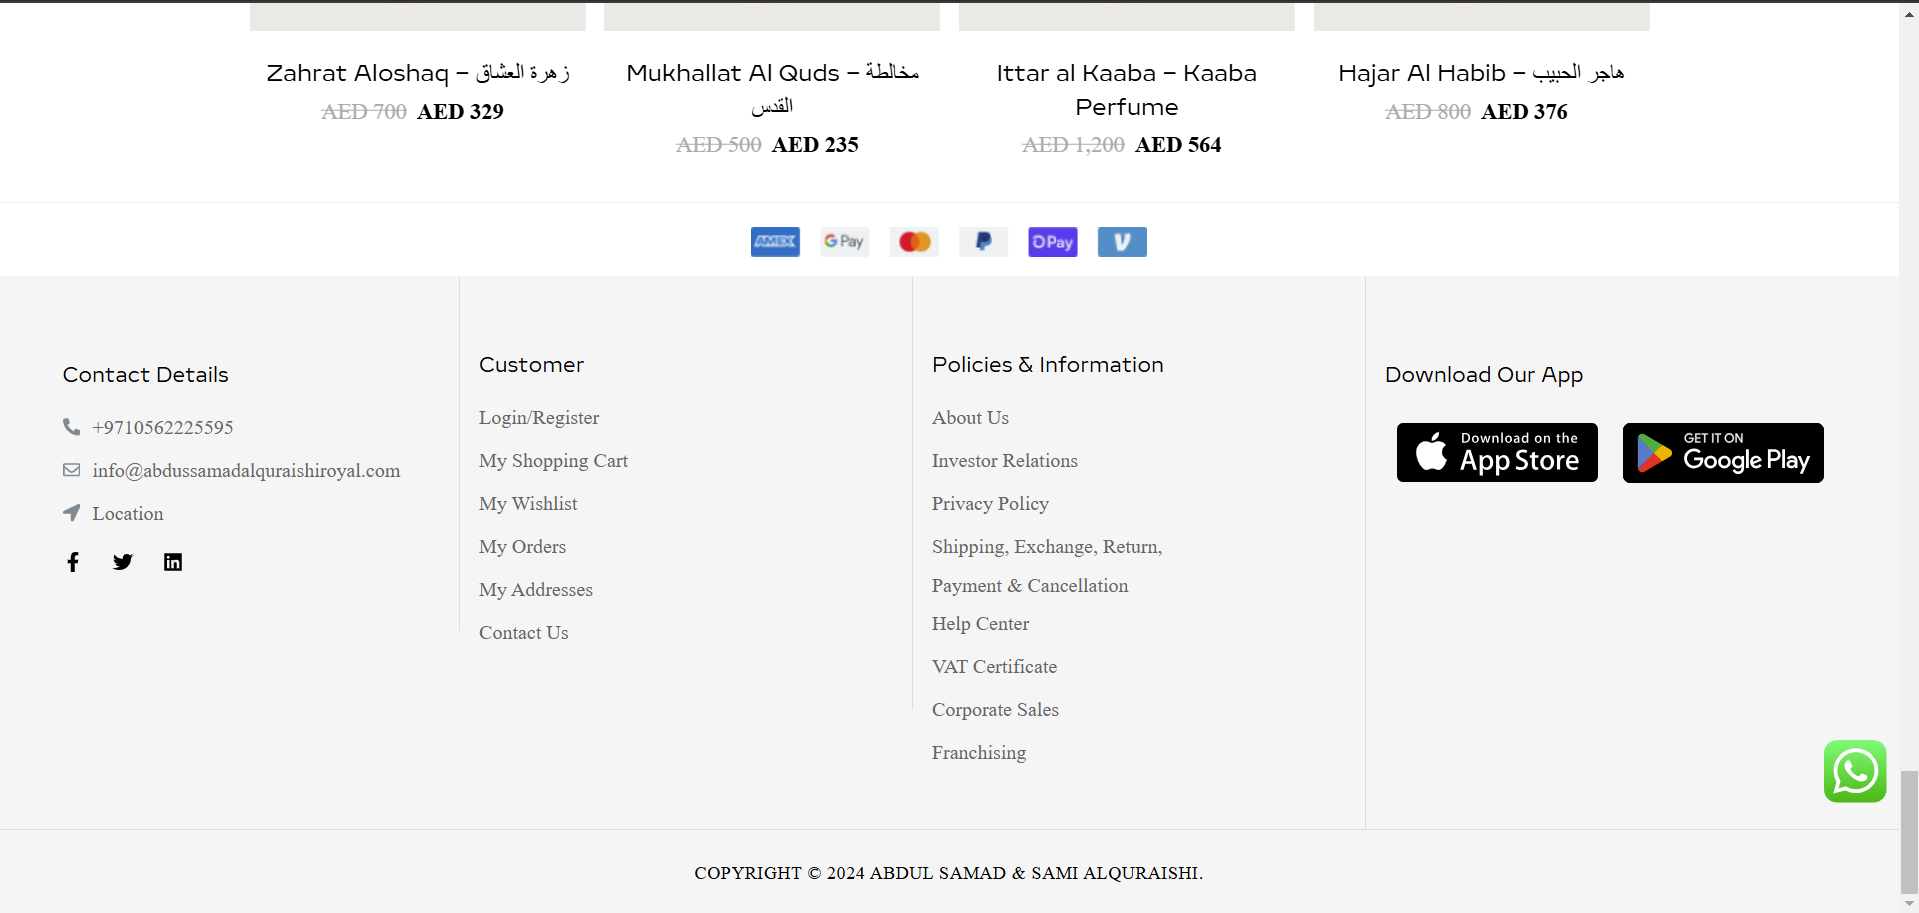 Zahrat Aloshaq – زهرة العشاق
AED 700 AED 329
Mukhallat Al Quds – مخالطة
القدس
AED 500 AED 235
Ittar al Kaaba – Kaaba
Perfume
AED 1,200 AED 564
Hajar Al Habib – هاجر الحبيب
AED 800 AED 376
AMEX
G Pay
Pay
Contact Details
+9710562225595
info@abdussamadalquraishiroyal.com
Location
Customer
Login/Register
My Shopping Cart
My Wishlist
My Orders
My Addresses
Contact Us
Policies & Information
About Us
Investor Relations
Privacy Policy
Shipping, Exchange, Return,
Payment & Cancellation
Help Center
VAT Certificate
Corporate Sales
Franchising
Download Our App
Download on the
App Store
GET IT ON
Google Play
COPYRIGHT © 2024 ABDUL SAMAD & SAMI ALQURAISHI.